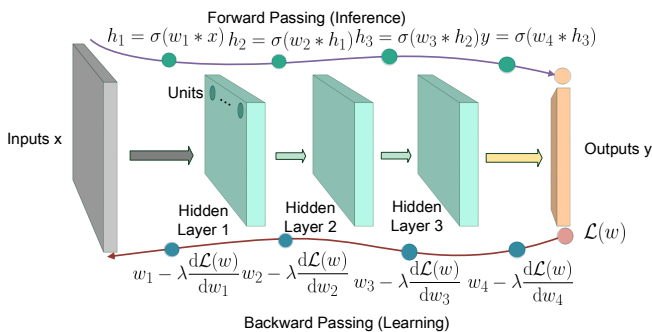 Forward Passing (Inference)
h₁ = σ(w₁ * x) h₂ = σ(w₂ * h₁) h₃ = σ(w₃ * h₂) y = σ(w₄ * h₃)
Units
...
Inputs x
Outputs y
Hidden Layer 1
Hidden Layer 2
Hidden Layer 3
ℒ(w)
w₁ − λ dℒ(w)/dw₁ w₂ − λ dℒ(w)/dw₂ w₃ − λ dℒ(w)/dw₃ w₄ − λ dℒ(w)/dw₄
Backward Passing (Learning)